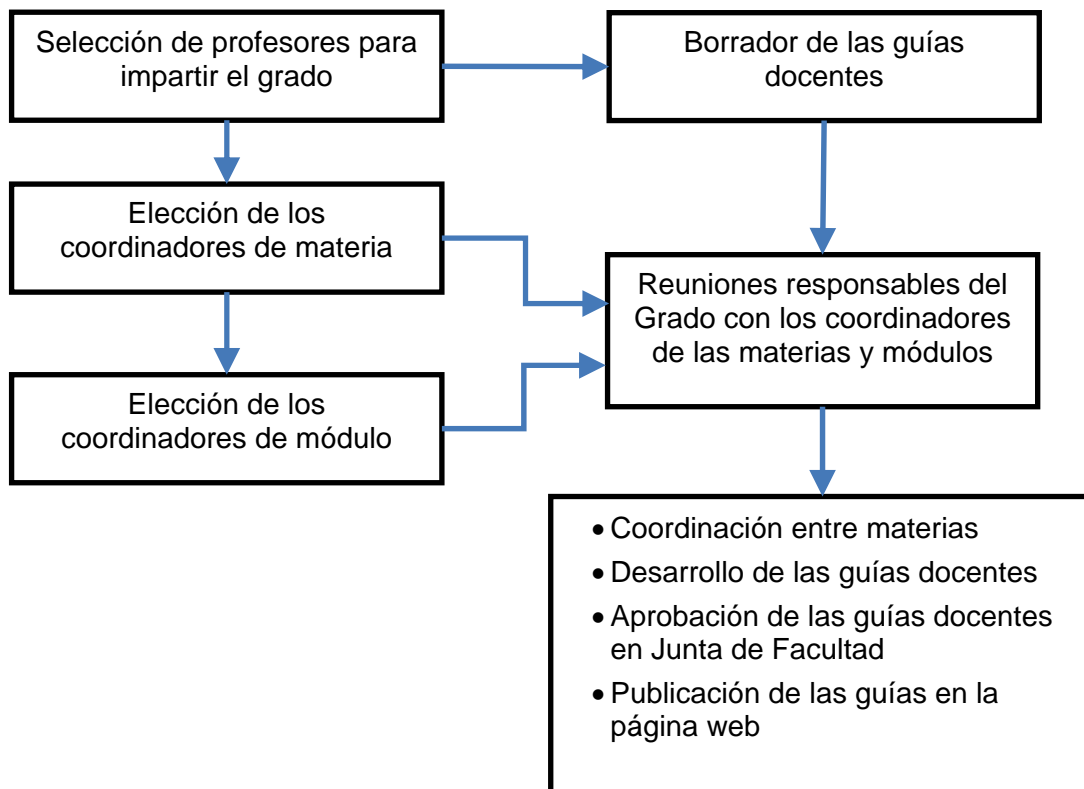 Selección de profesores para
impartir el grado
Borrador de las guías
docentes
Elección de los
coordinadores de materia
Reuniones responsables del
Grado con los coordinadores
de las materias y módulos
Elección de los
coordinadores de módulo
• Coordinación entre materias
• Desarrollo de las guías docentes
• Aprobación de las guías docentes
en Junta de Facultad
• Publicación de las guías en la
página web